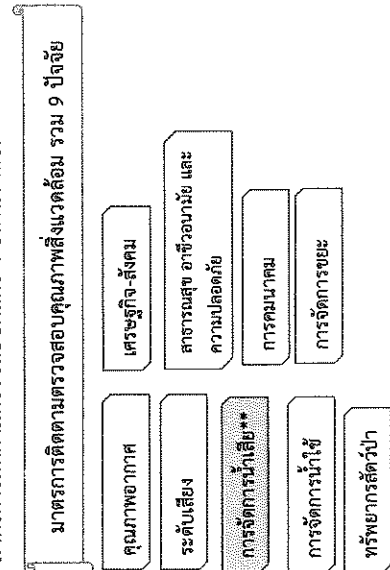 มาตรการติดตามตรวจสอบคุณภาพสิ่งแวดล้อม รวม 9 ปัจจัย
คุณภาพอากาศ
ระดับเสียง
การจัดการน้ำเสีย**
การจัดการน้ำใช้
ทรัพยากรสัตว์ป่า
เศรษฐกิจ-สังคม
สาธารณสุข อาชีวอนามัย และ
ความปลอดภัย
การคมนาคม
การจัดการขยะ